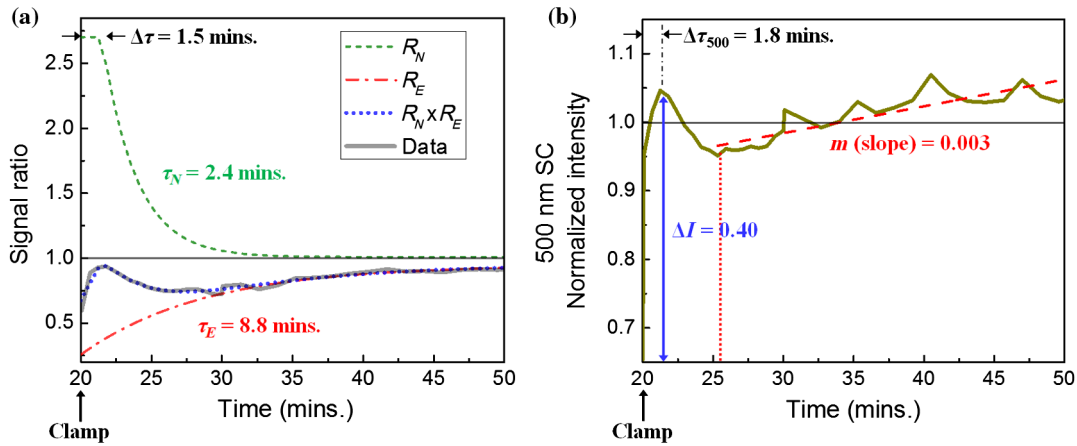 (a)
Δτ = 1.5 mins.
R_N
R_E
R_N x R_E
Data
τ_N = 2.4 mins.
τ_E = 8.8 mins.
Signal ratio
2.5
2.0
1.5
1.0
0.5
20 25 30 35 40 45 50
Time (mins.)
Clamp
(b)
Δτ_500 = 1.8 mins.
m (slope) = 0.003
ΔI = 0.40
500 nm SC
Normalized intensity
1.1
1.0
0.9
0.8
0.7
20 25 30 35 40 45 50
Time (mins.)
Clamp